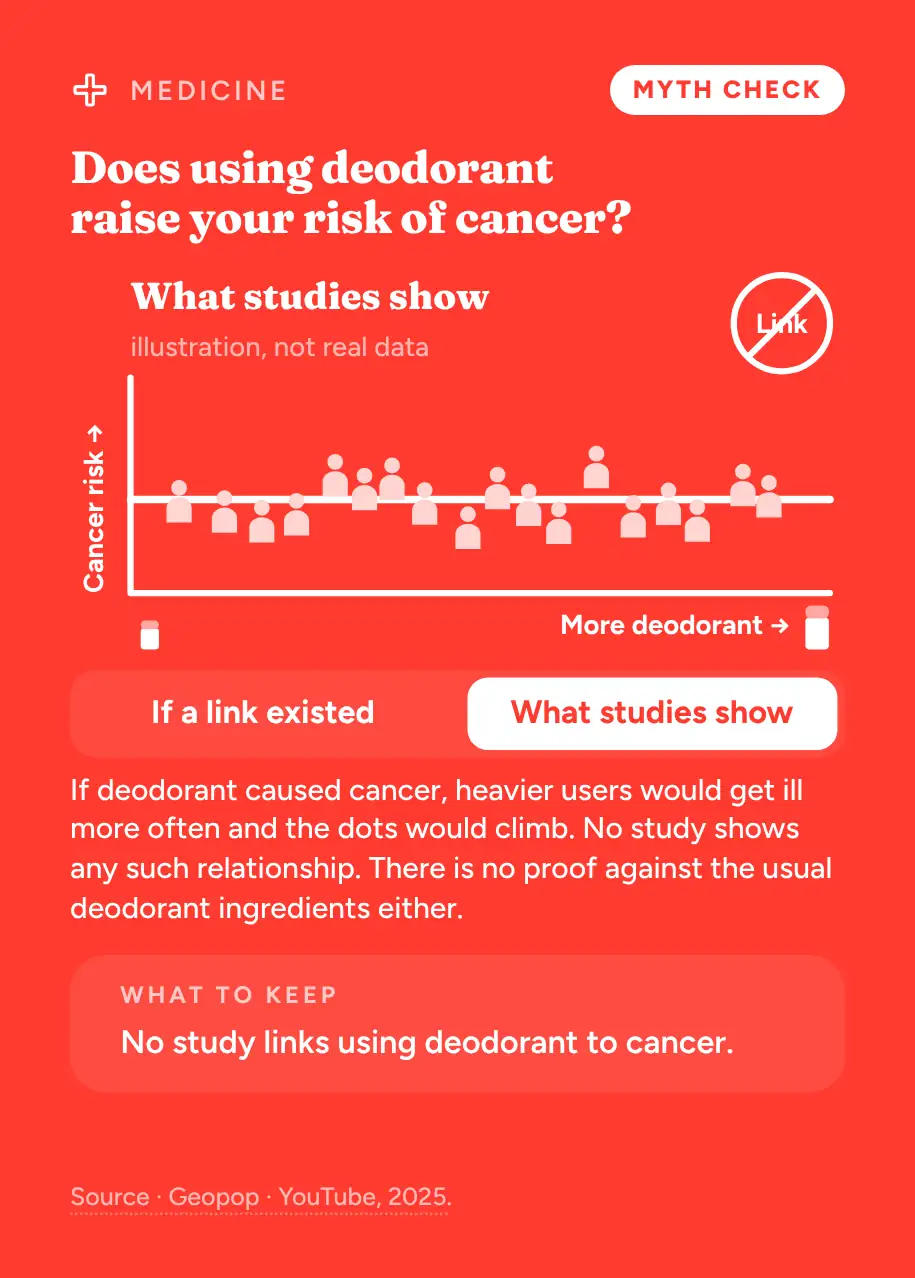 MEDICINE
MYTH CHECK
Does using deodorant
raise your risk of cancer?
What studies show
illustration, not real data
Link
Cancer risk →
More deodorant →
If a link existed
What studies show
If deodorant caused cancer, heavier users would get ill
more often and the dots would climb. No study shows
any such relationship. There is no proof against the usual
deodorant ingredients either.
WHAT TO KEEP
No study links using deodorant to cancer.
Source · Geopop · YouTube, 2025.